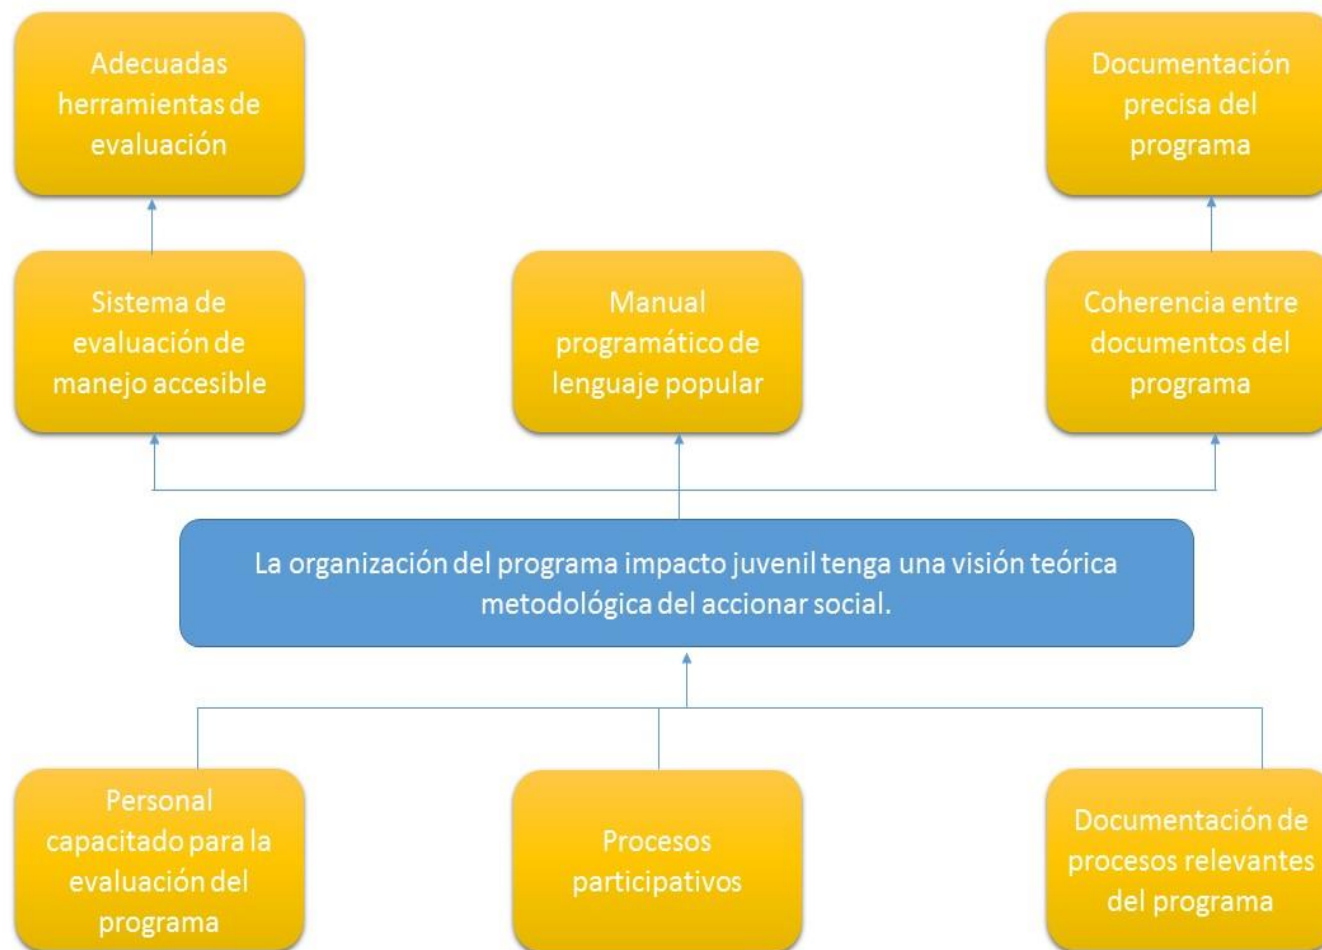 Adecuadas
herramientas de
evaluación
Documentación
precisa del
programa
Sistema de
evaluación de
manejo accesible
Manual
programático de
lenguaje popular
Coherencia entre
documentos del
programa
La organización del programa impacto juvenil tenga una visión teórica
metodológica del accionar social.
Personal
capacitado para la
evaluación del
programa
Procesos
participativos
Documentación de
procesos relevantes
del programa